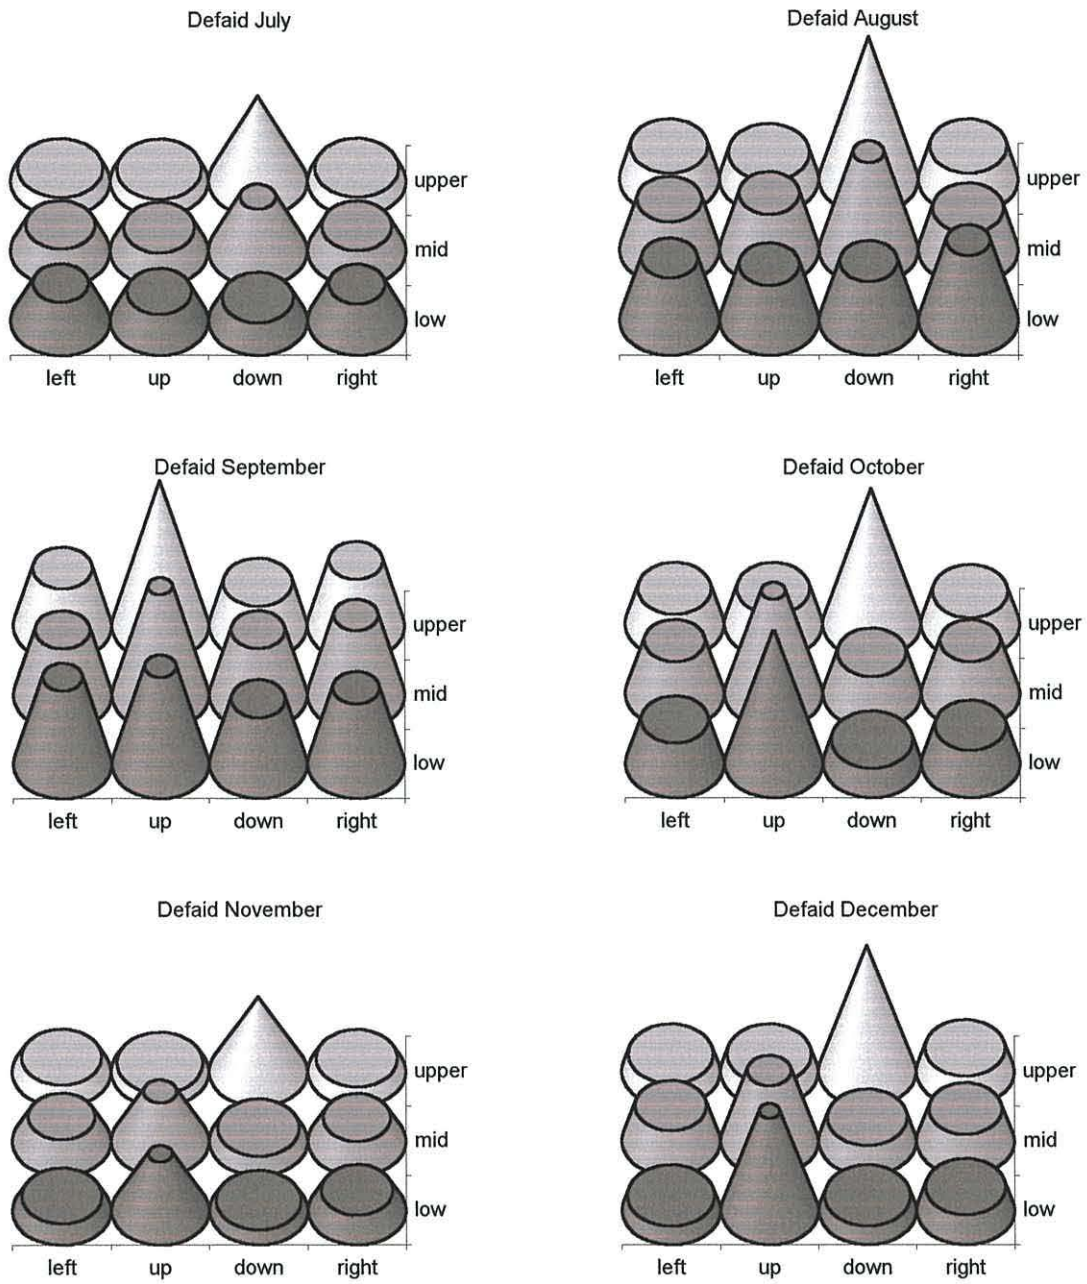 Defaid July
upper
mid
low
left up down right
Defaid August
upper
mid
low
left up down right
Defaid September
upper
mid
low
left up down right
Defaid October
upper
mid
low
left up down right
Defaid November
upper
mid
low
left up down right
Defaid December
upper
mid
low
left up down right